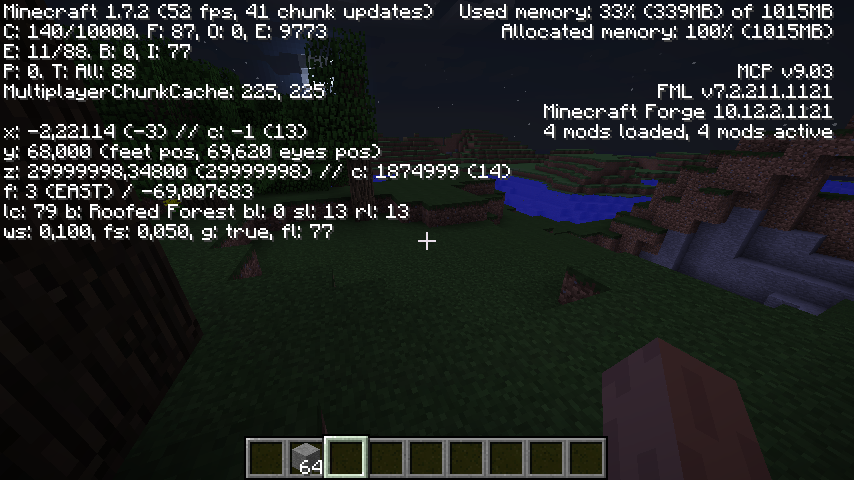 Minecraft 1.7.2 (52 fps, 41 chunk updates)
C: 140/10000. F: 87, O: 0, E: 9773
E: 11/88. B: 0, I: 77
P: 0. T: All: 88
MultiplayerChunkCache: 225, 225
x: -2,22114 (-3) // c: -1 (13)
y: 68,000 (feet pos, 69,620 eyes pos)
z: 29999998,34800 (29999998) // c: 1874999 (14)
f: 3 (EAST) / -69,007683
lc: 79 b: Roofed Forest bl: 0 sl: 13 rl: 13
ws: 0,100, fs: 0,050, g: true, fl: 77
Used memory: 33% (339MB) of 1015MB
Allocated memory: 100% (1015MB)
MCP v9.03
FML v7.2.211.1121
Minecraft Forge 10.12.2.1121
4 mods loaded, 4 mods active
64